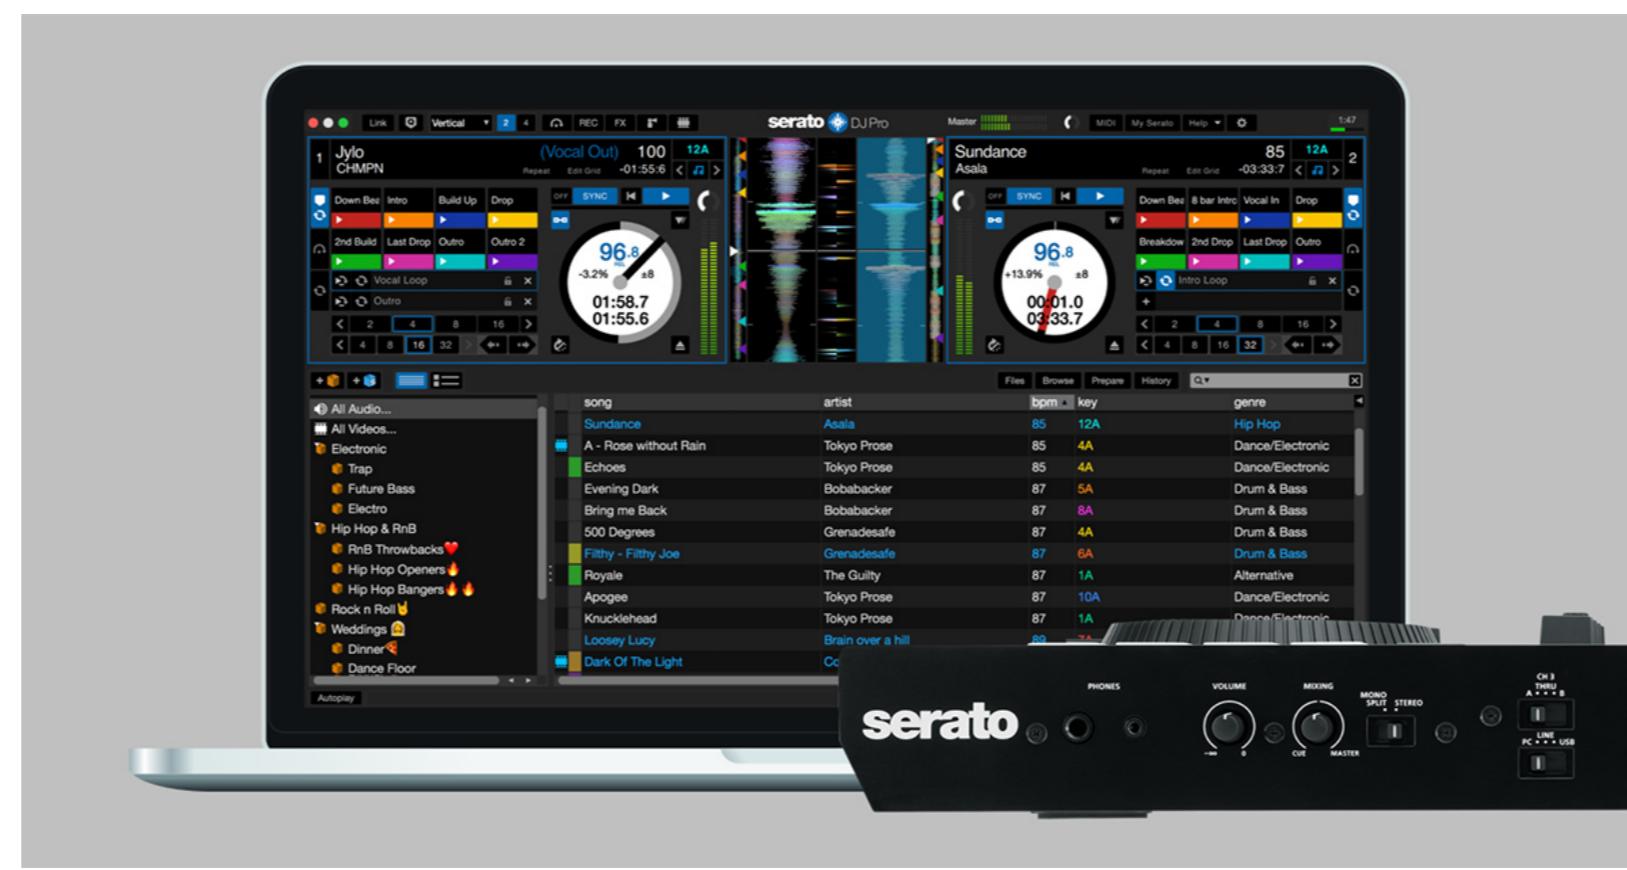 Link Vertical 2 4 REC FX serato DJ Pro Master MIDI My Serato Help 1:47
1 Jylo (Vocal Out) 100 12A
CHMPN Repeat Edit Grid -01:55:6
Down Bea Intro Build Up Drop OFF SYNC
2nd Build Last Drop Outro Outro 2
Vocal Loop
Outro
2 4 8 16
4 8 16 32
96.8
REL
-3.2% ±8
01:58.7
01:55.6
Sundance 85 12A 2
Asala Repeat Edit Grid -03:33:7
OFF SYNC Down Bea 8 bar Intro Vocal In Drop
Breakdow 2nd Drop Last Drop Outro
Intro Loop
2 4 8 16
4 8 16 32
96.8
+13.9% ±8
00:01.0
03:33.7
Files Browse Prepare History
All Audio...
All Videos...
Electronic
Trap
Future Bass
Electro
Hip Hop & RnB
RnB Throwbacks❤️
Hip Hop Openers🔥
Hip Hop Bangers🔥🔥
Rock n Roll🤘
Weddings 👰
Dinner🍕
Dance Floor
Autoplay
song artist bpm key genre
Sundance Asala 85 12A Hip Hop
A - Rose without Rain Tokyo Prose 85 4A Dance/Electronic
Echoes Tokyo Prose 85 4A Dance/Electronic
Evening Dark Bobabacker 87 5A Drum & Bass
Bring me Back Bobabacker 87 8A Drum & Bass
500 Degrees Grenadesafe 87 4A Drum & Bass
Filthy - Filthy Joe Grenadesafe 87 6A Drum & Bass
Royale The Guilty 87 1A Alternative
Apogee Tokyo Prose 87 10A Dance/Electronic
Knucklehead Tokyo Prose 87 1A Dance/Electronic
Loosey Lucy Brain over a hill 89 7A
Dark Of The Light Co
serato
PHONES
VOLUME
-∞ 0
MIXING
CUE MASTER
MONO
SPLIT STEREO
CH 3
THRU
A B
LINE
PC USB